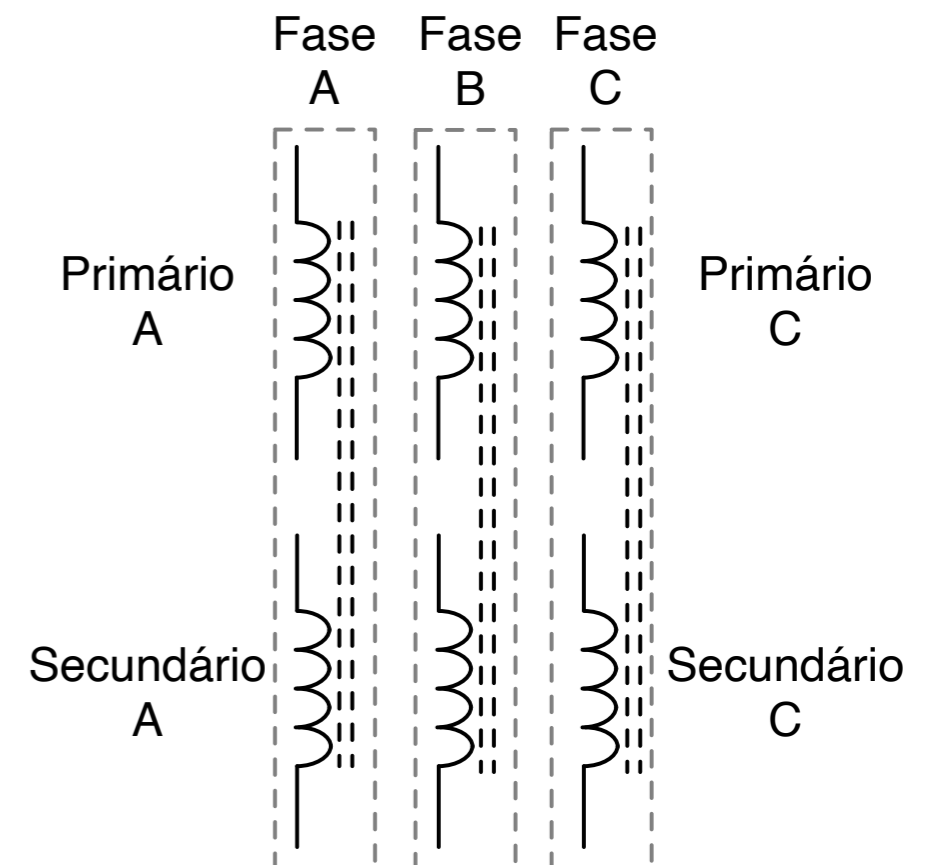 Fase Fase Fase
A B C
Primário Primário
A C
Secundário Secundário
A C